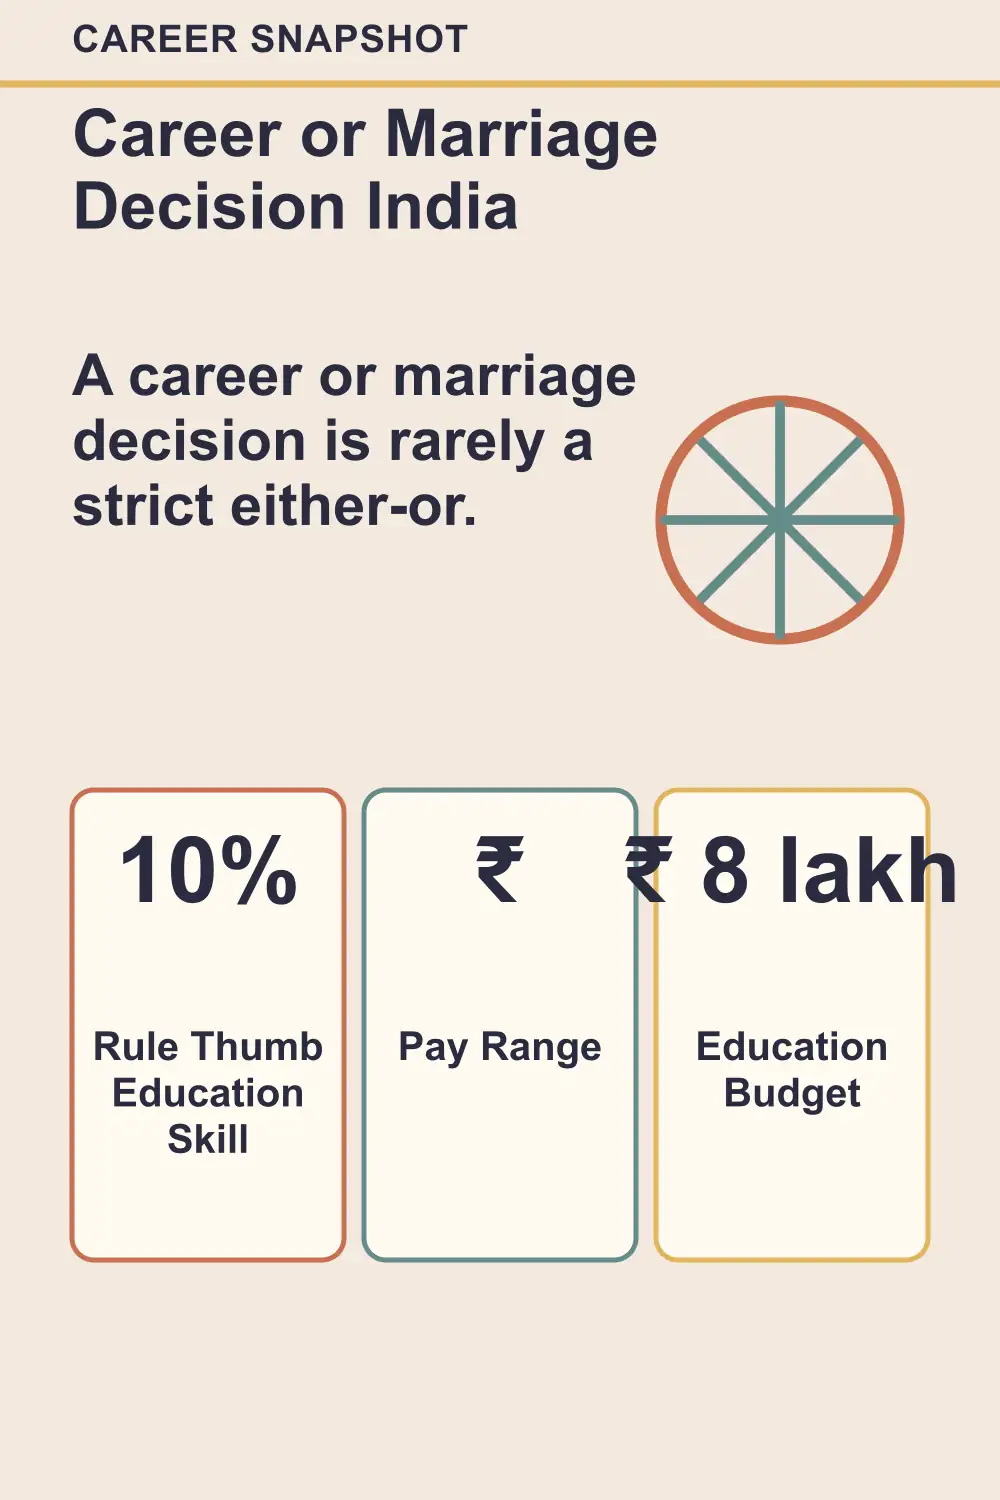 CAREER SNAPSHOT
Career or Marriage
Decision India
A career or marriage
decision is rarely a
strict either-or.
10%
Rule Thumb
Education
Skill
₹
Pay Range
₹ 8 lakh
Education
Budget